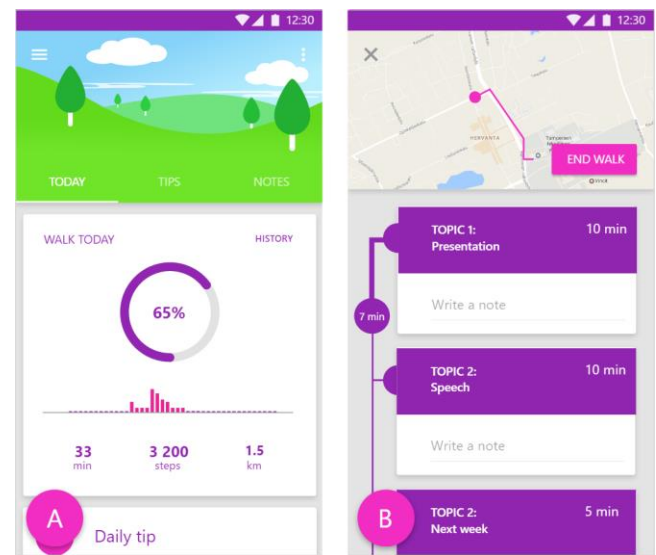 12:30
TODAY TIPS NOTES
WALK TODAY HISTORY
65%
33 3 200 1.5
min steps km
A
Daily tip
12:30
HERVANTA
END WALK
TOPIC 1: 10 min
Presentation
Write a note
7 min
TOPIC 2: 10 min
Speech
Write a note
B
TOPIC 2: 5 min
Next week